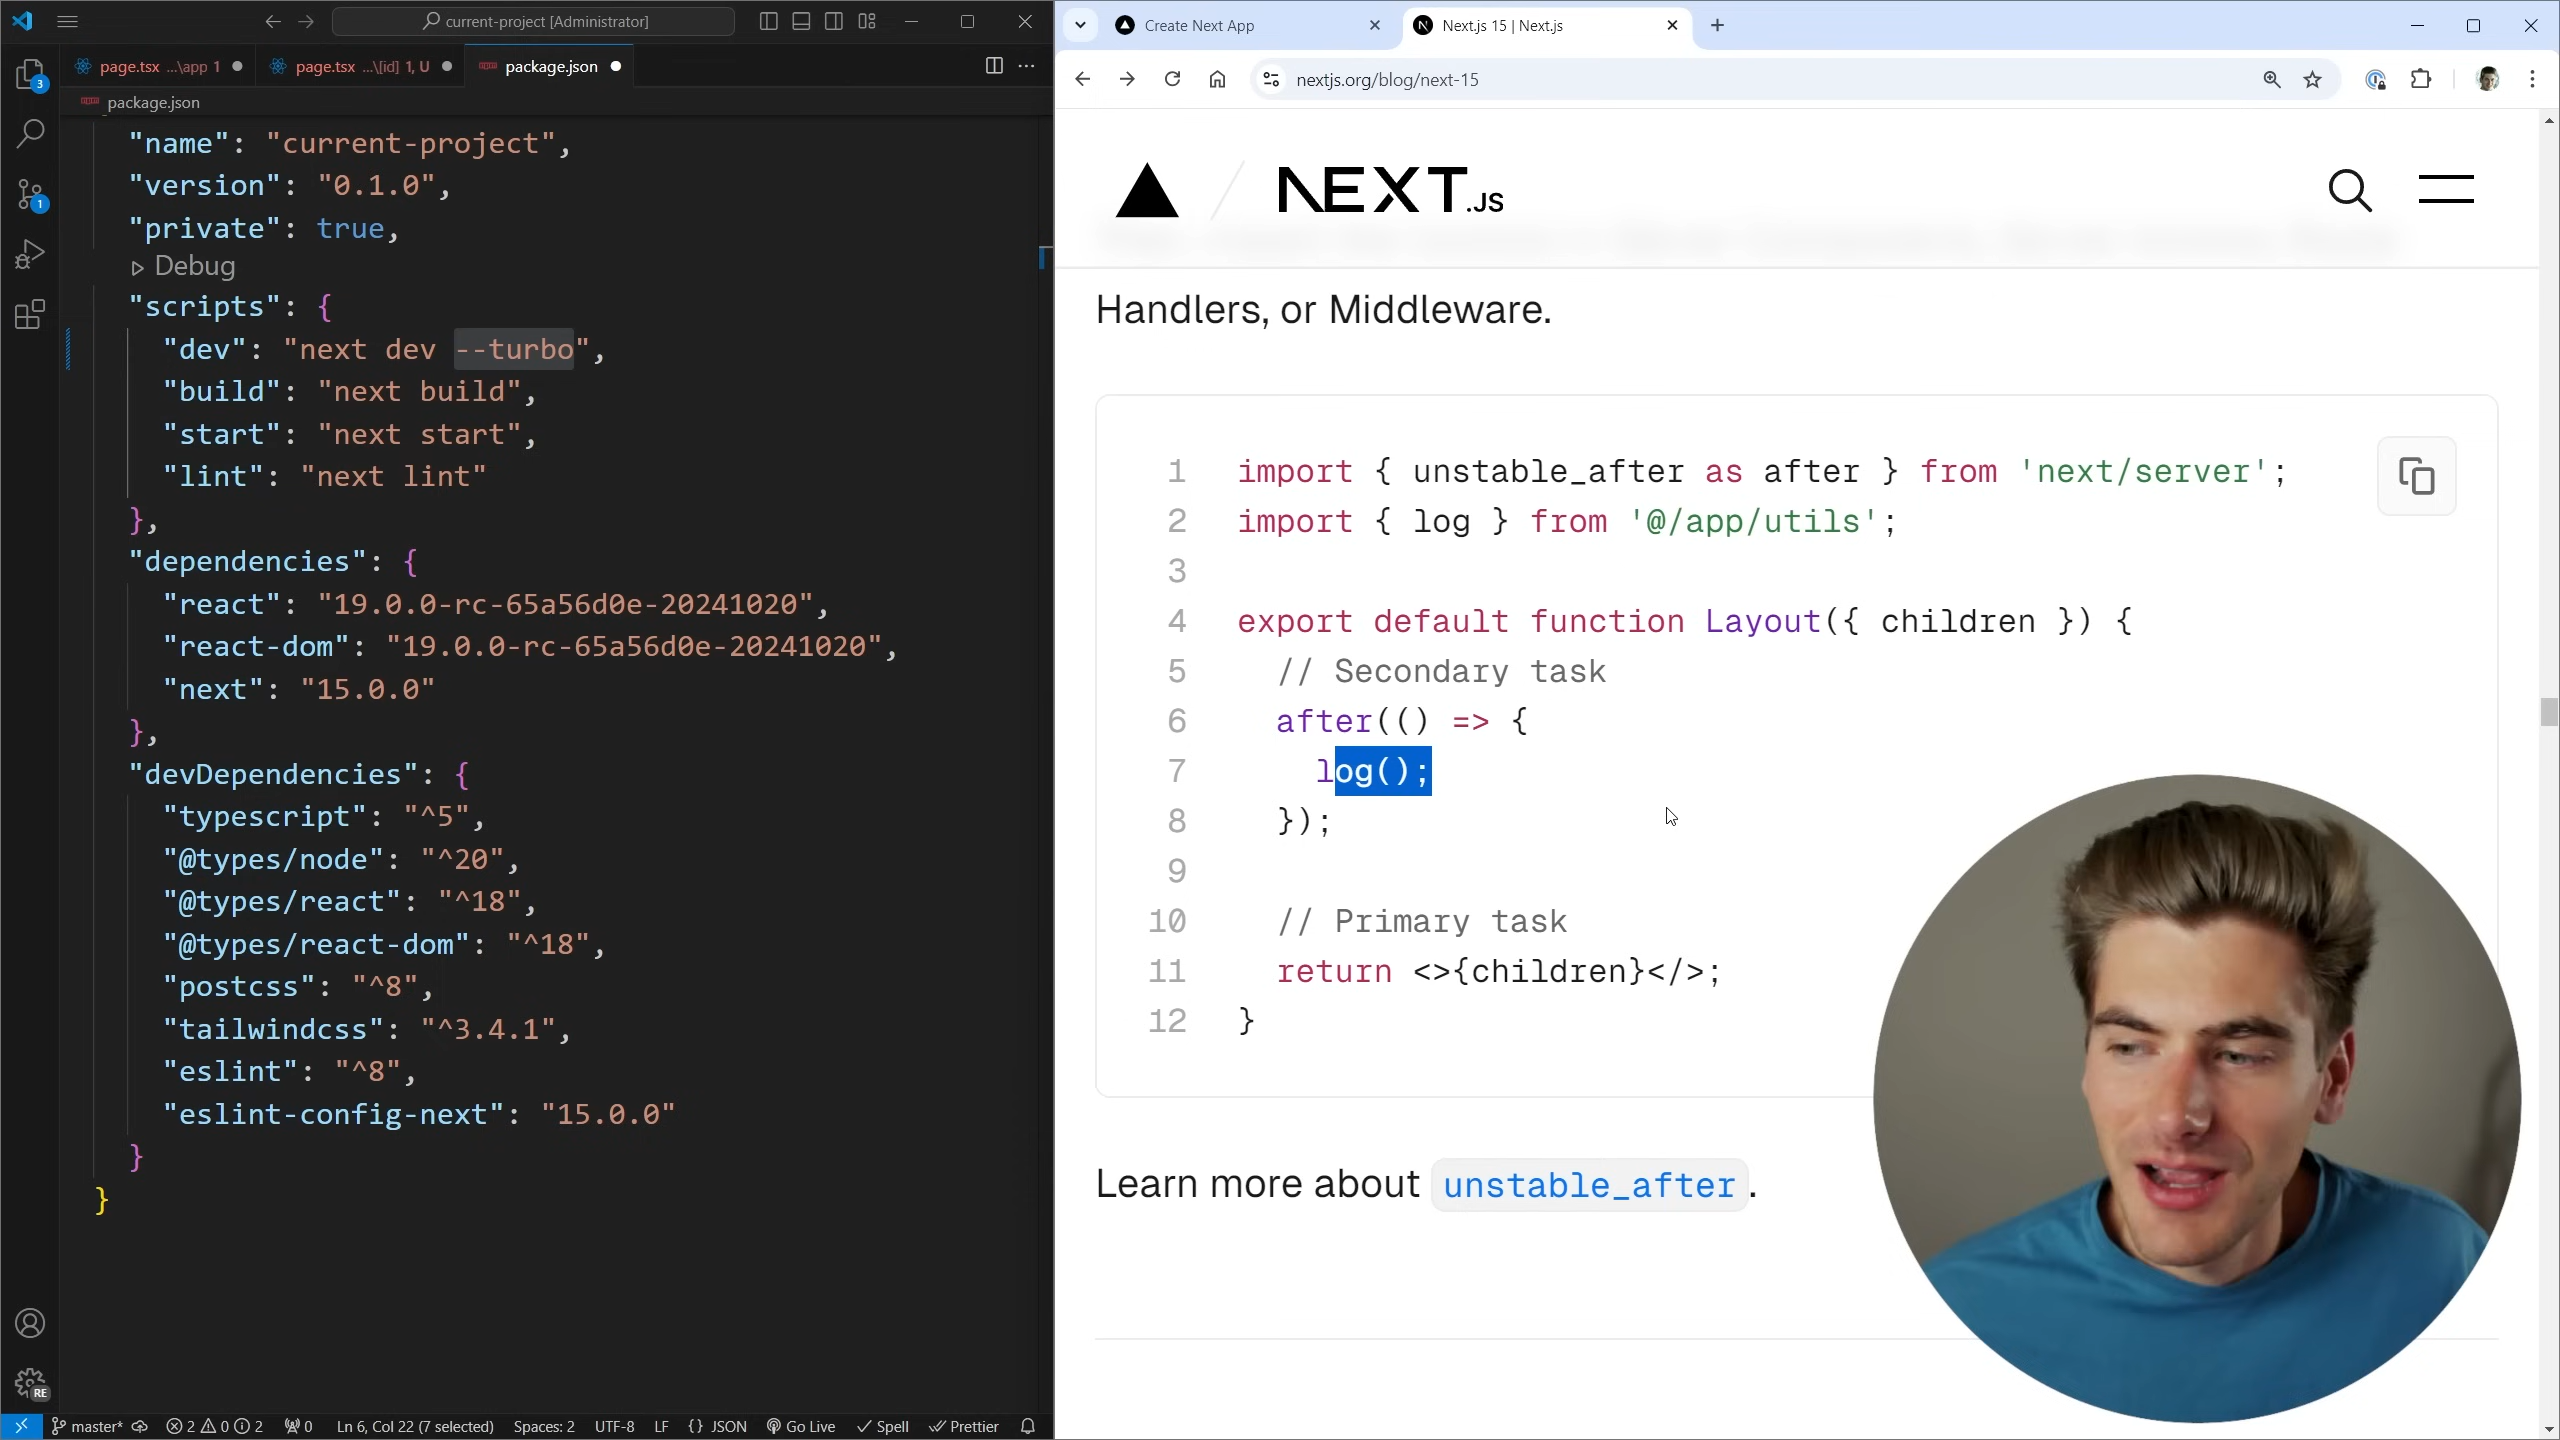 current-project [Administrator]
page.tsx ...\app 1
page.tsx ...\[id] 1, U
package.json
package.json
"name": "current-project",
"version": "0.1.0",
"private": true,
Debug
"scripts": {
"dev": "next dev --turbo",
"build": "next build",
"start": "next start",
"lint": "next lint"
},
"dependencies": {
"react": "19.0.0-rc-65a56d0e-20241020",
"react-dom": "19.0.0-rc-65a56d0e-20241020",
"next": "15.0.0"
},
"devDependencies": {
"typescript": "^5",
"@types/node": "^20",
"@types/react": "^18",
"@types/react-dom": "^18",
"postcss": "^8",
"tailwindcss": "^3.4.1",
"eslint": "^8",
"eslint-config-next": "15.0.0"
}
}
3
1
RE
master* 2 0 2 0 Ln 6, Col 22 (7 selected) Spaces: 2 UTF-8 LF {} JSON Go Live Spell Prettier
Create Next App
Next.js 15 | Next.js
nextjs.org/blog/next-15
NEXT.JS
Handlers, or Middleware.
1 import { unstable_after as after } from 'next/server';
2 import { log } from '@/app/utils';
3
4 export default function Layout({ children }) {
5 // Secondary task
6 after(() => {
7 log();
8 });
9
10 // Primary task
11 return <>{children}</>;
12 }
Learn more about unstable_after.